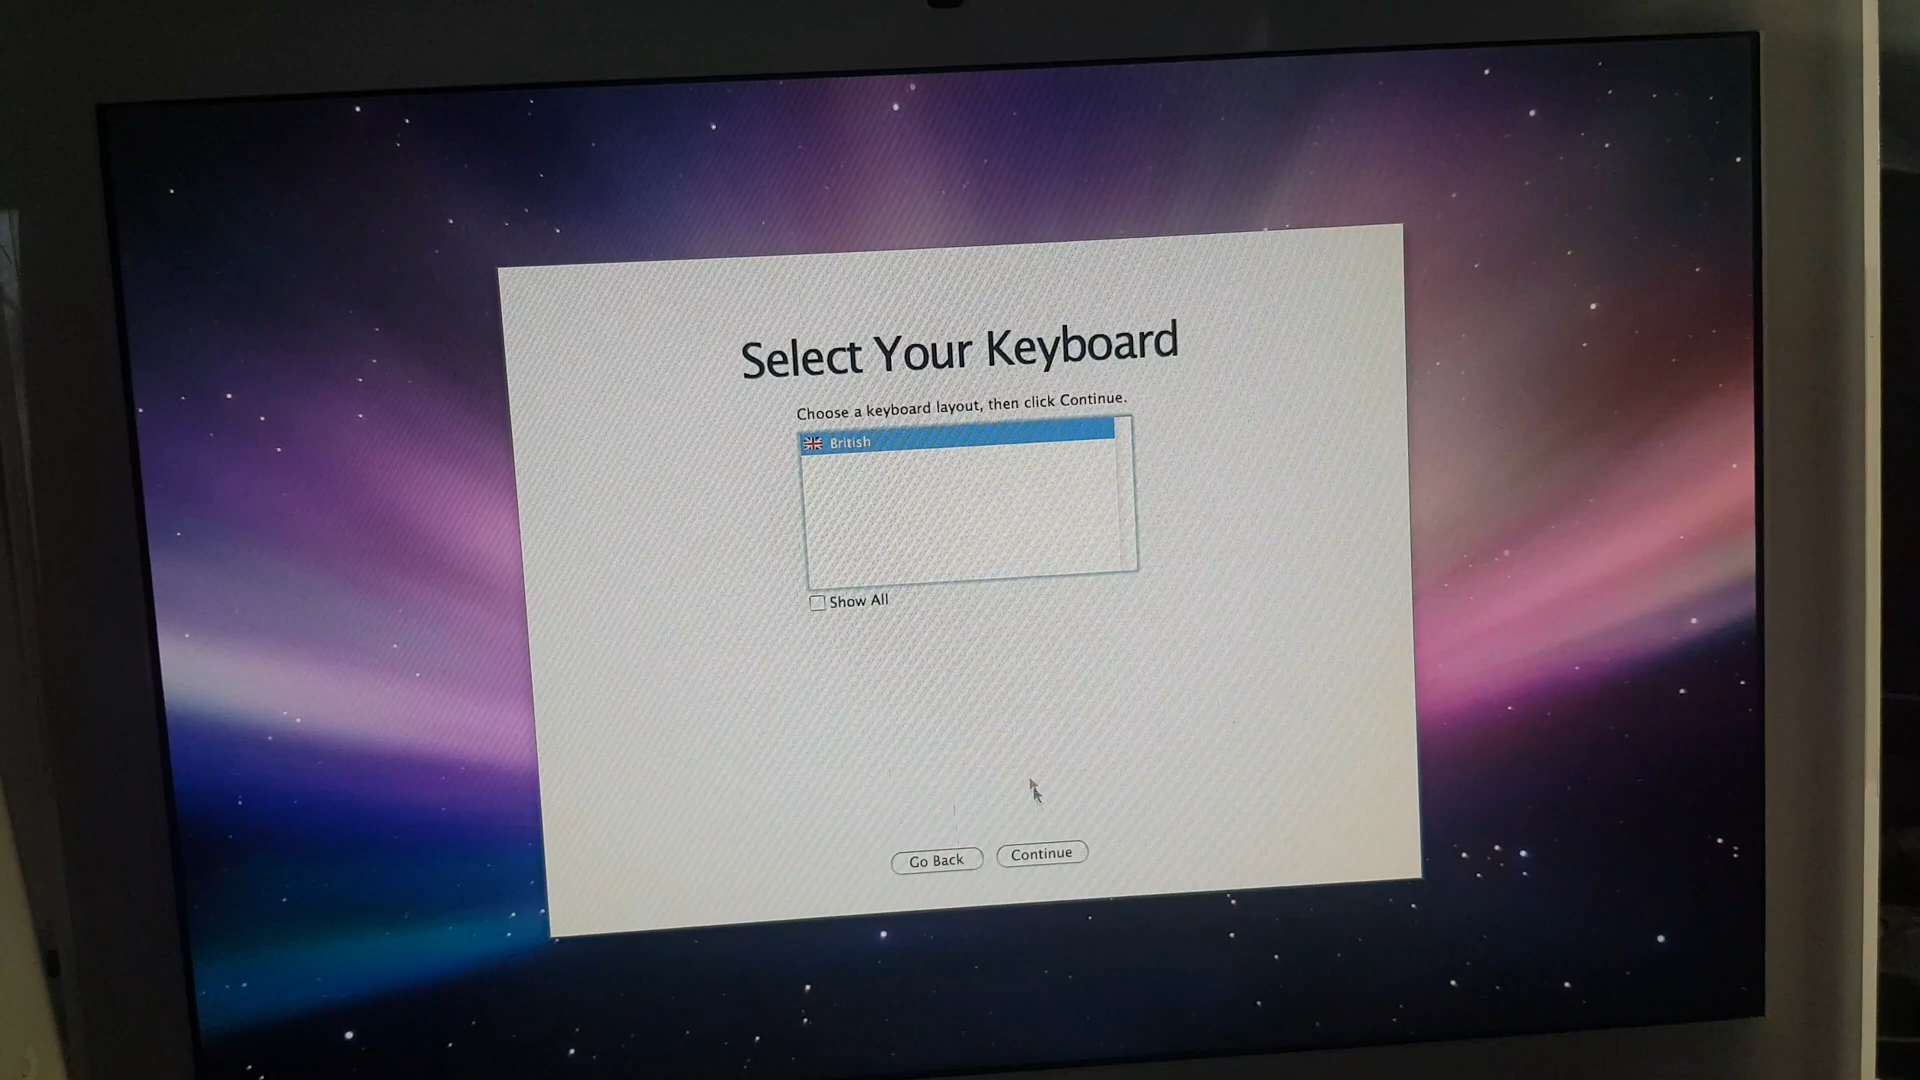 Select Your Keyboard
Choose a keyboard layout, then click Continue.
British
Show All
Go Back
Continue